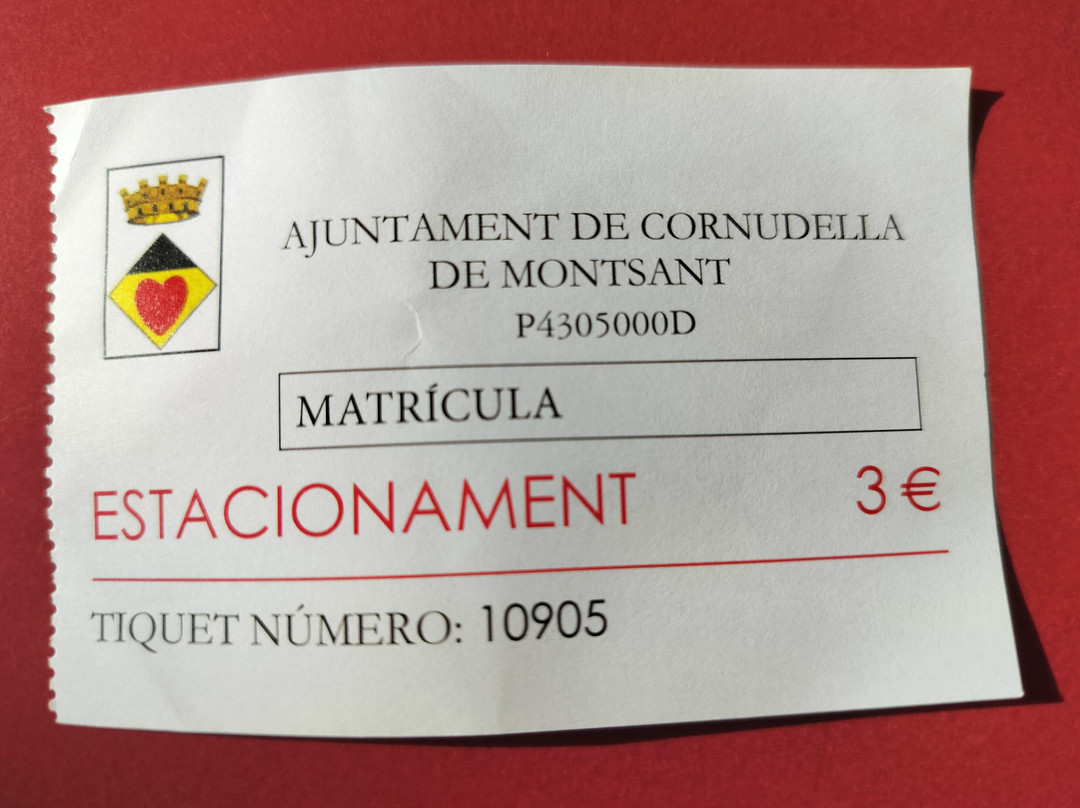 AJUNTAMENT DE CORNUDELLA
DE MONTSANT
P4305000D
MATRÍCULA
ESTACIONAMENT 3 €
TIQUET NÚMERO: 10905